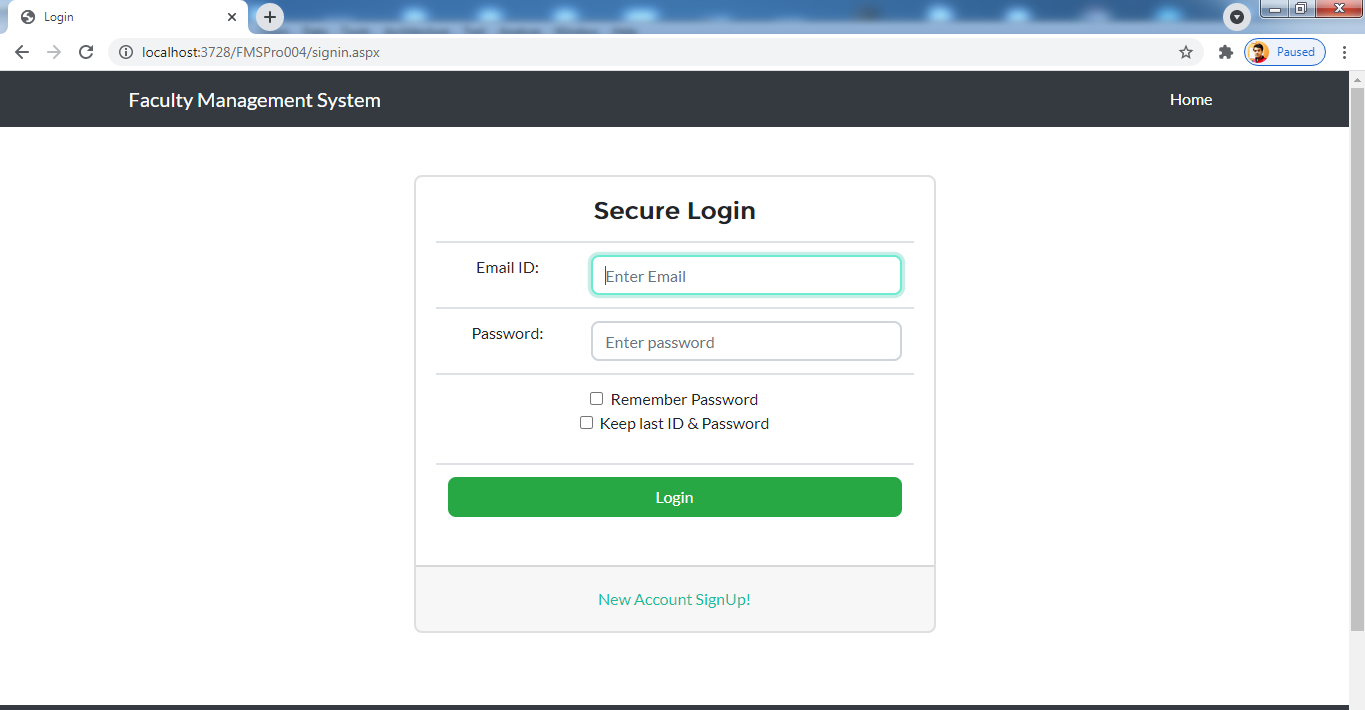 Login
localhost:3728/FMSPro004/signin.aspx
Paused
Faculty Management System
Home
Secure Login
Email ID:
Enter Email
Password:
Enter password
Remember Password
Keep last ID & Password
Login
New Account SignUp!